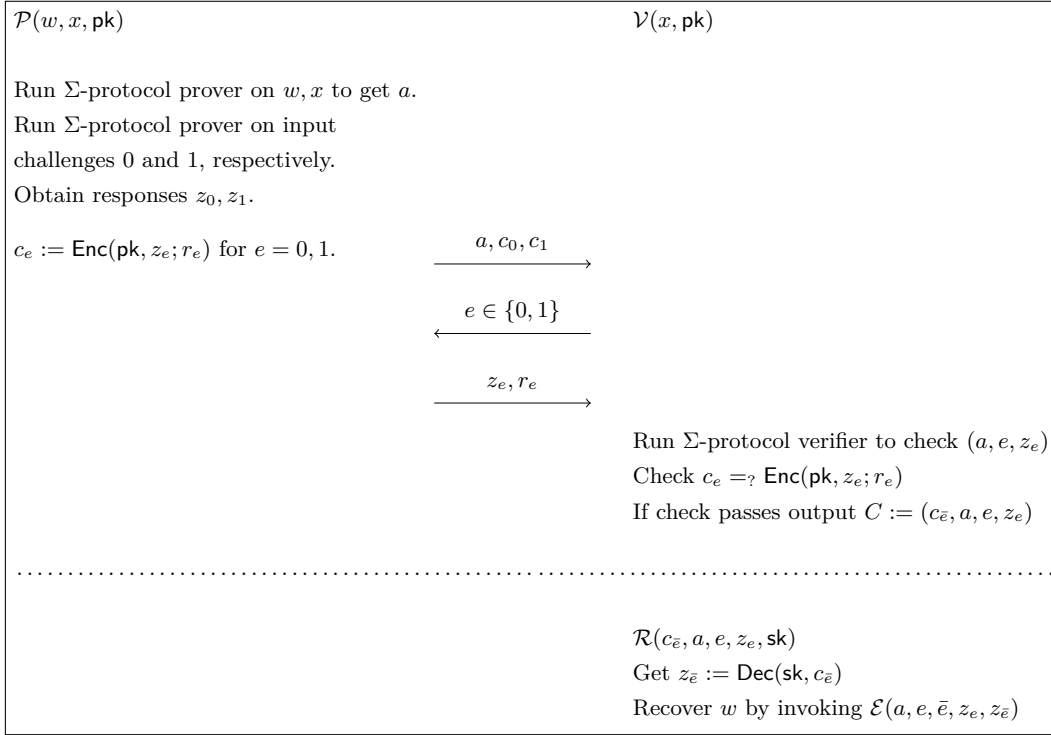 𝒫(w, x, pk)
𝒱(x, pk)
Run Σ-protocol prover on w, x to get a.
Run Σ-protocol prover on input
challenges 0 and 1, respectively.
Obtain responses z₀, z₁.
c_e := Enc(pk, z_e; r_e) for e = 0, 1.
a, c₀, c₁
e ∈ {0, 1}
z_e, r_e
Run Σ-protocol verifier to check (a, e, z_e)
Check c_e =_? Enc(pk, z_e; r_e)
If check passes output C := (c_ē, a, e, z_e)
ℛ(c_ē, a, e, z_e, sk)
Get z_ē := Dec(sk, c_ē)
Recover w by invoking ℰ(a, e, ē, z_e, z_ē)